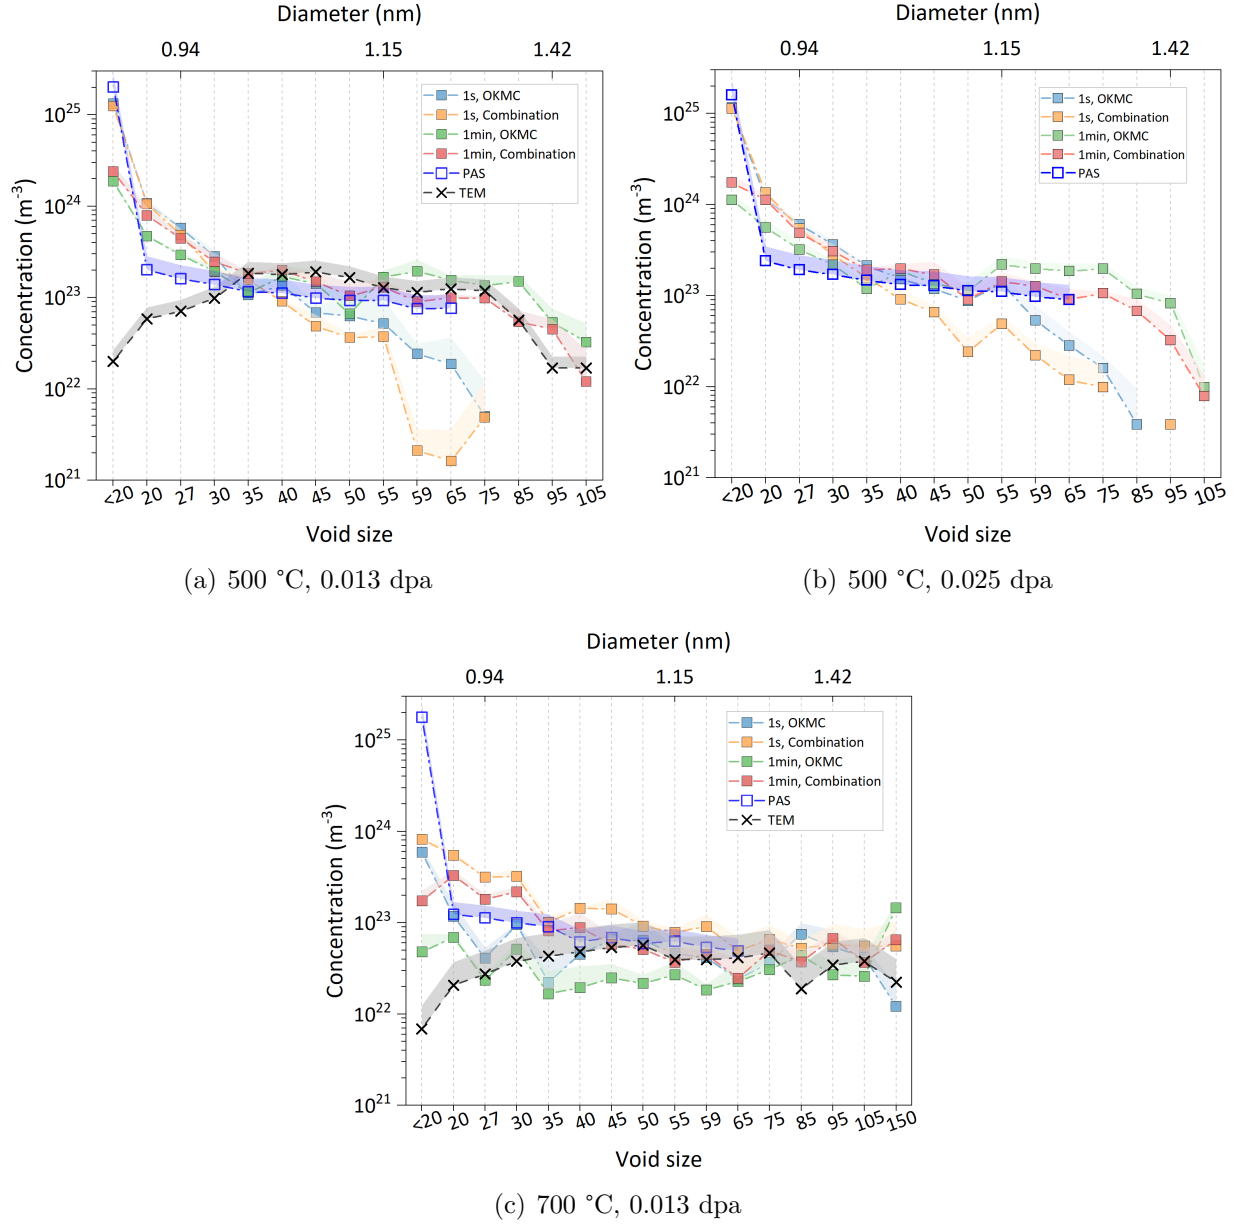 Diameter (nm)
0.94 1.15 1.42
1s, OKMC
1s, Combination
1min, OKMC
1min, Combination
PAS
TEM
Concentration (m-3)
10^25
10^24
10^23
10^22
10^21
<20 20 27 30 35 40 45 50 55 59 65 75 85 95 105
Void size
(a) 500 °C, 0.013 dpa
Diameter (nm)
0.94 1.15 1.42
1s, OKMC
1s, Combination
1min, OKMC
1min, Combination
PAS
Concentration (m-3)
10^25
10^24
10^23
10^22
10^21
<20 20 27 30 35 40 45 50 55 59 65 75 85 95 105
Void size
(b) 500 °C, 0.025 dpa
Diameter (nm)
0.94 1.15 1.42
1s, OKMC
1s, Combination
1min, OKMC
1min, Combination
PAS
TEM
Concentration (m-3)
10^25
10^24
10^23
10^22
10^21
<20 20 27 30 35 40 45 50 55 59 65 75 85 95 105 150
Void size
(c) 700 °C, 0.013 dpa